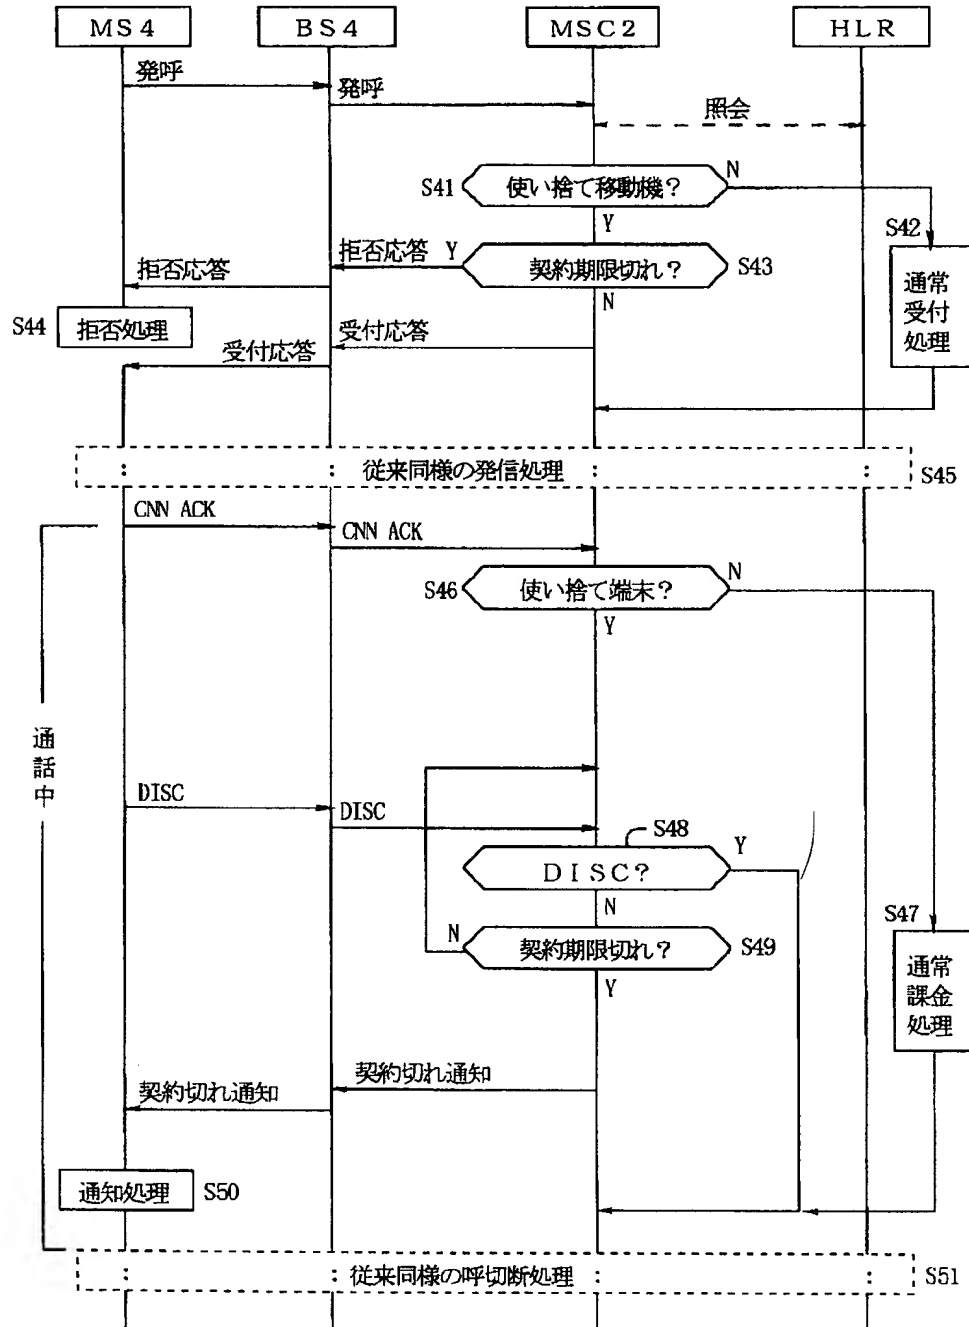 MS4 BS4 MSC2 HLR
発呼
発呼
照会
S41 使い捨て移動機? N
Y
S42
拒否応答 Y 契約期限切れ? S43
拒否応答
N
通常
受付
処理
S44 拒否処理
受付応答
受付応答
: : 従来同様の発信処理 : :
S45
CNN ACK
CNN ACK
S46 使い捨て端末? N
Y
通話中
DISC
DISC
S48
DISC? Y
N
S47
N 契約期限切れ? S49
Y
通常
課金
処理
契約切れ通知
契約切れ通知
通知処理 S50
: : 従来同様の呼切断処理 : : S51